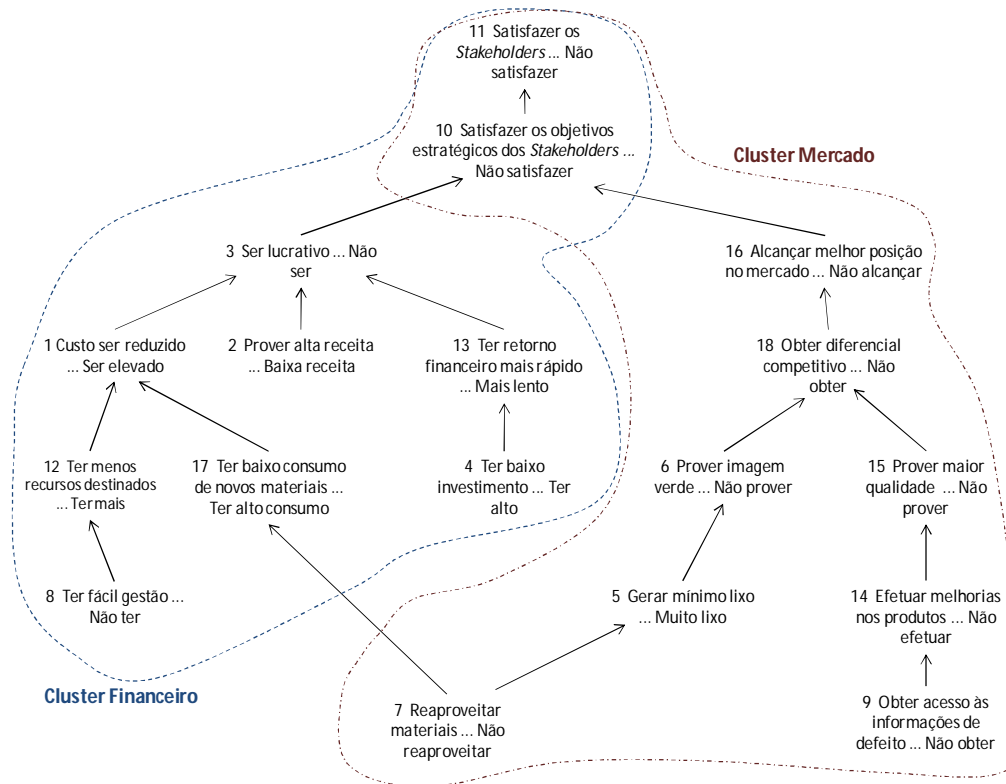 11 Satisfazer os
Stakeholders ... Não
satisfazer
10 Satisfazer os objetivos
estratégicos dos Stakeholders ...
Não satisfazer
Cluster Mercado
3 Ser lucrativo ... Não
ser
16 Alcançar melhor posição
no mercado ... Não alcançar
1 Custo ser reduzido
... Ser elevado
2 Prover alta receita
... Baixa receita
13 Ter retorno
financeiro mais rápido
... Mais lento
18 Obter diferencial
competitivo ... Não
obter
12 Ter menos
recursos destinados
... Ter mais
17 Ter baixo consumo
de novos materiais ...
Ter alto consumo
4 Ter baixo
investimento ... Ter
alto
6 Prover imagem
verde ... Não prover
15 Prover maior
qualidade ... Não
prover
8 Ter fácil gestão ...
Não ter
5 Gerar mínimo lixo
... Muito lixo
14 Efetuar melhorias
nos produtos ... Não
efetuar
Cluster Financeiro
7 Reaproveitar
materiais ... Não
reaproveitar
9 Obter acesso às
informações de
defeito ... Não obter